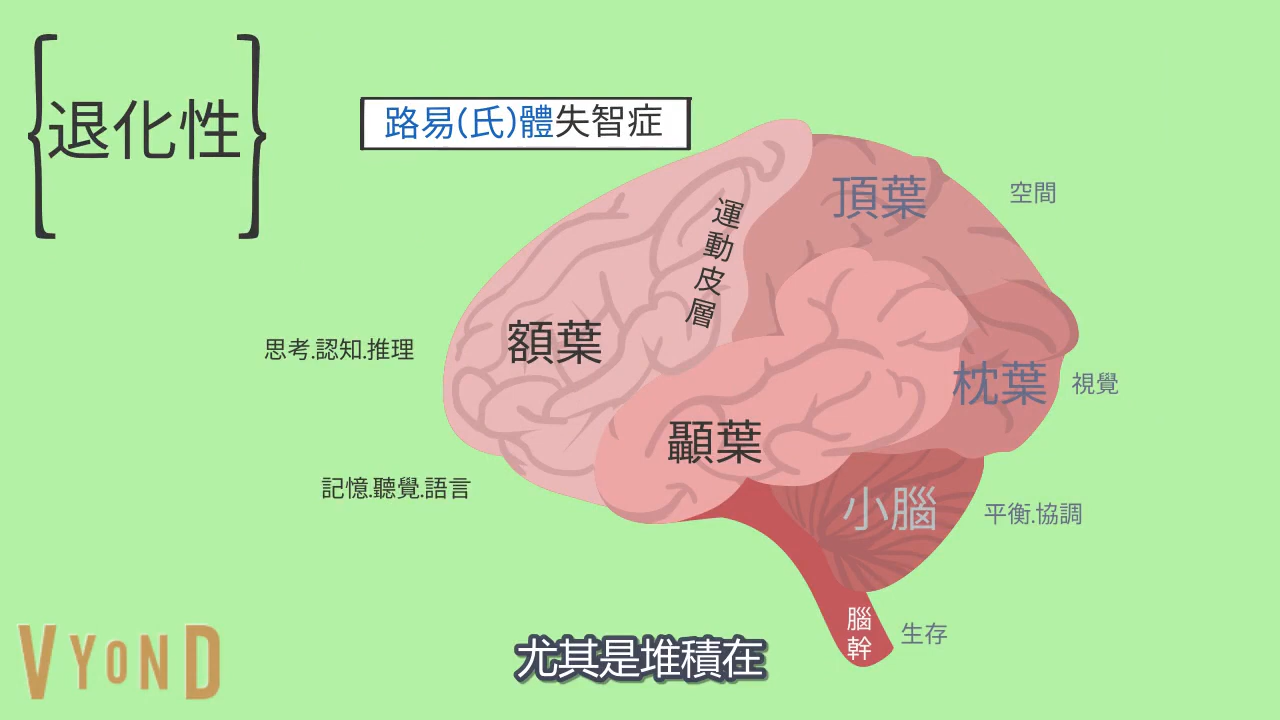 {退化性}
路易(氏)體失智症
頂葉
空間
運動皮層
額葉
思考.認知.推理
枕葉
視覺
顳葉
記憶.聽覺.語言
小腦
平衡.協調
腦幹
生存
尤其是堆積在
VYOND